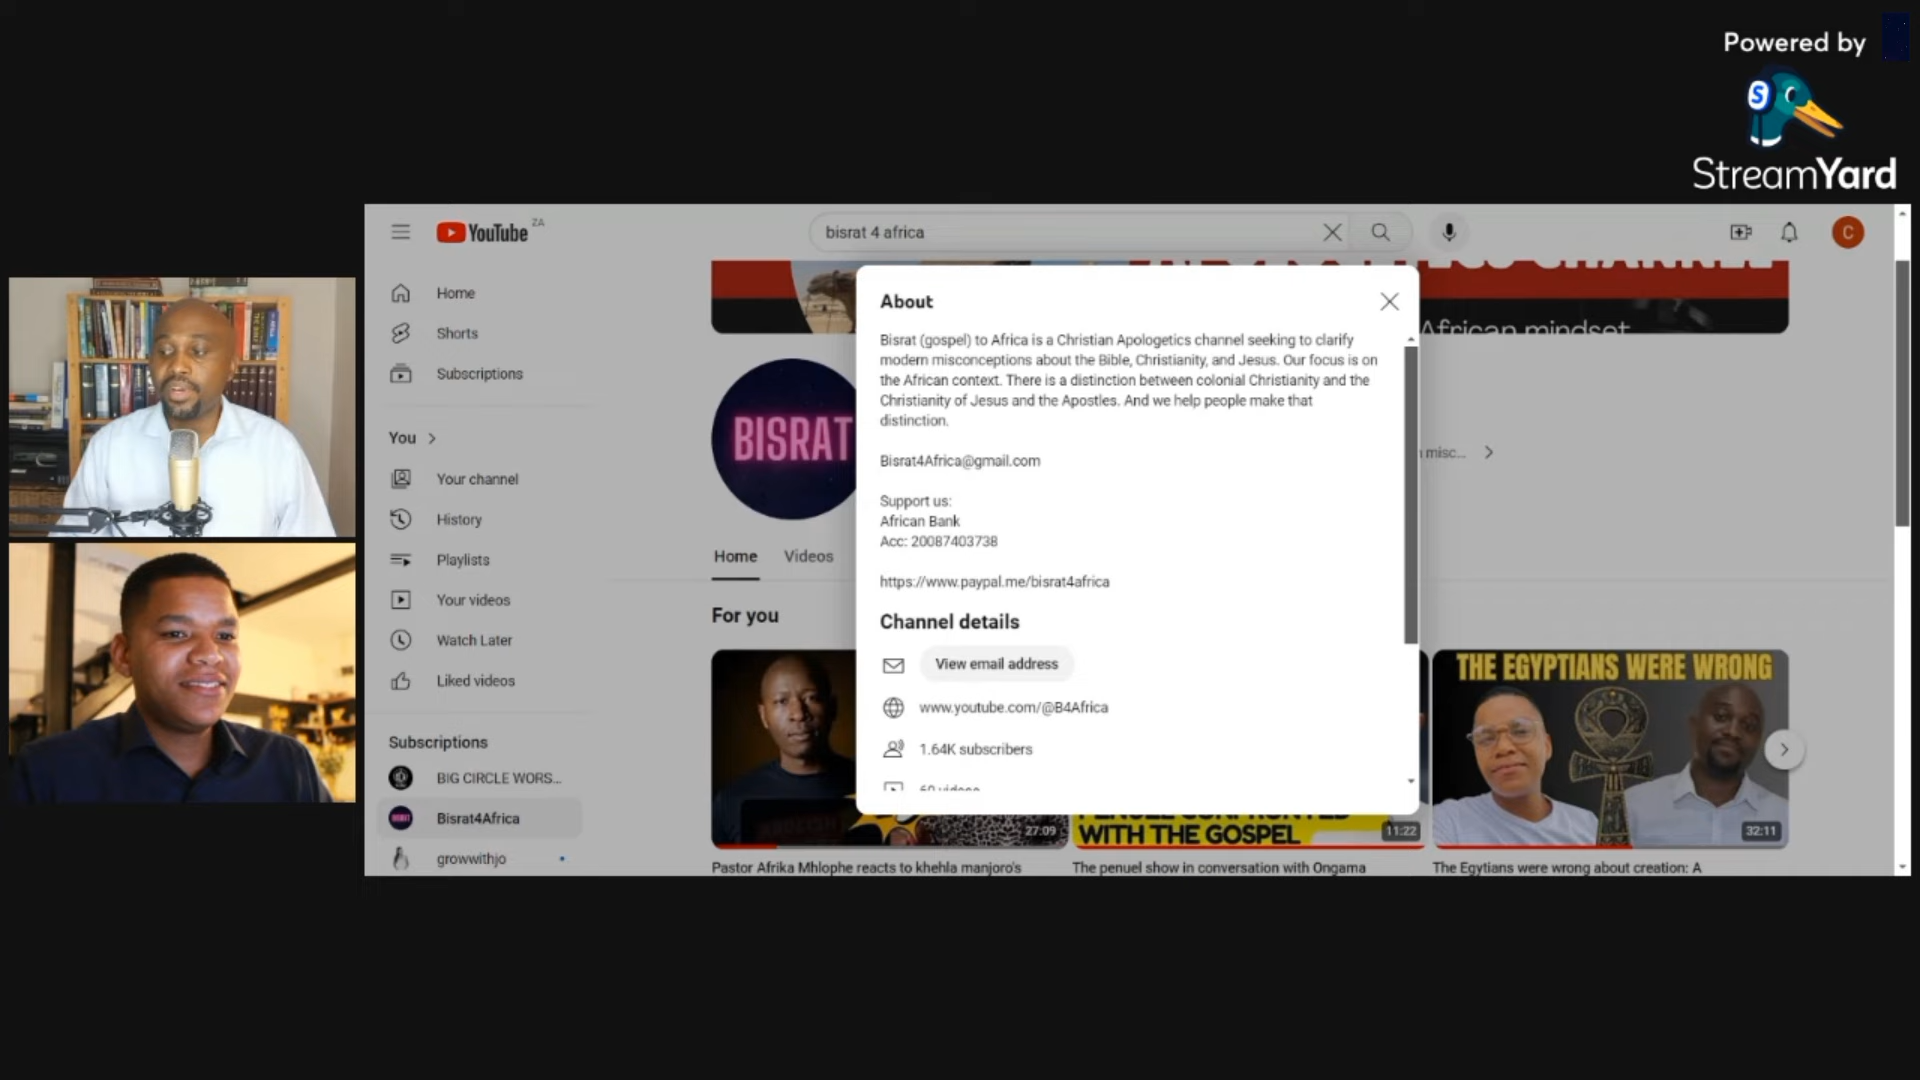 Powered by
StreamYard
YouTube ZA
bisrat 4 africa
C
Home
Shorts
Subscriptions
You
Your channel
History
Playlists
Your videos
Watch Later
Liked videos
Subscriptions
BIG CIRCLE WORS...
Bisrat4Africa
growwithjo
African mindset
BISRAT
misc...
Home Videos
For you
About
Bisrat (gospel) to Africa is a Christian Apologetics channel seeking to clarify
modern misconceptions about the Bible, Christianity, and Jesus. Our focus is on
the African context. There is a distinction between colonial Christianity and the
Christianity of Jesus and the Apostles. And we help people make that
distinction.
Bisrat4Africa@gmail.com
Support us:
African Bank
Acc: 20087403738
https://www.paypal.me/bisrat4africa
Channel details
View email address
www.youtube.com/@B4Africa
1.64K subscribers
60 videos
THE EGYPTIANS WERE WRONG
27:09
WITH THE GOSPEL
11:22
32:11
Pastor Afrika Mhlophe reacts to khehla manjoro's
The penuel show in conversation with Ongama
The Egytians were wrong about creation: A